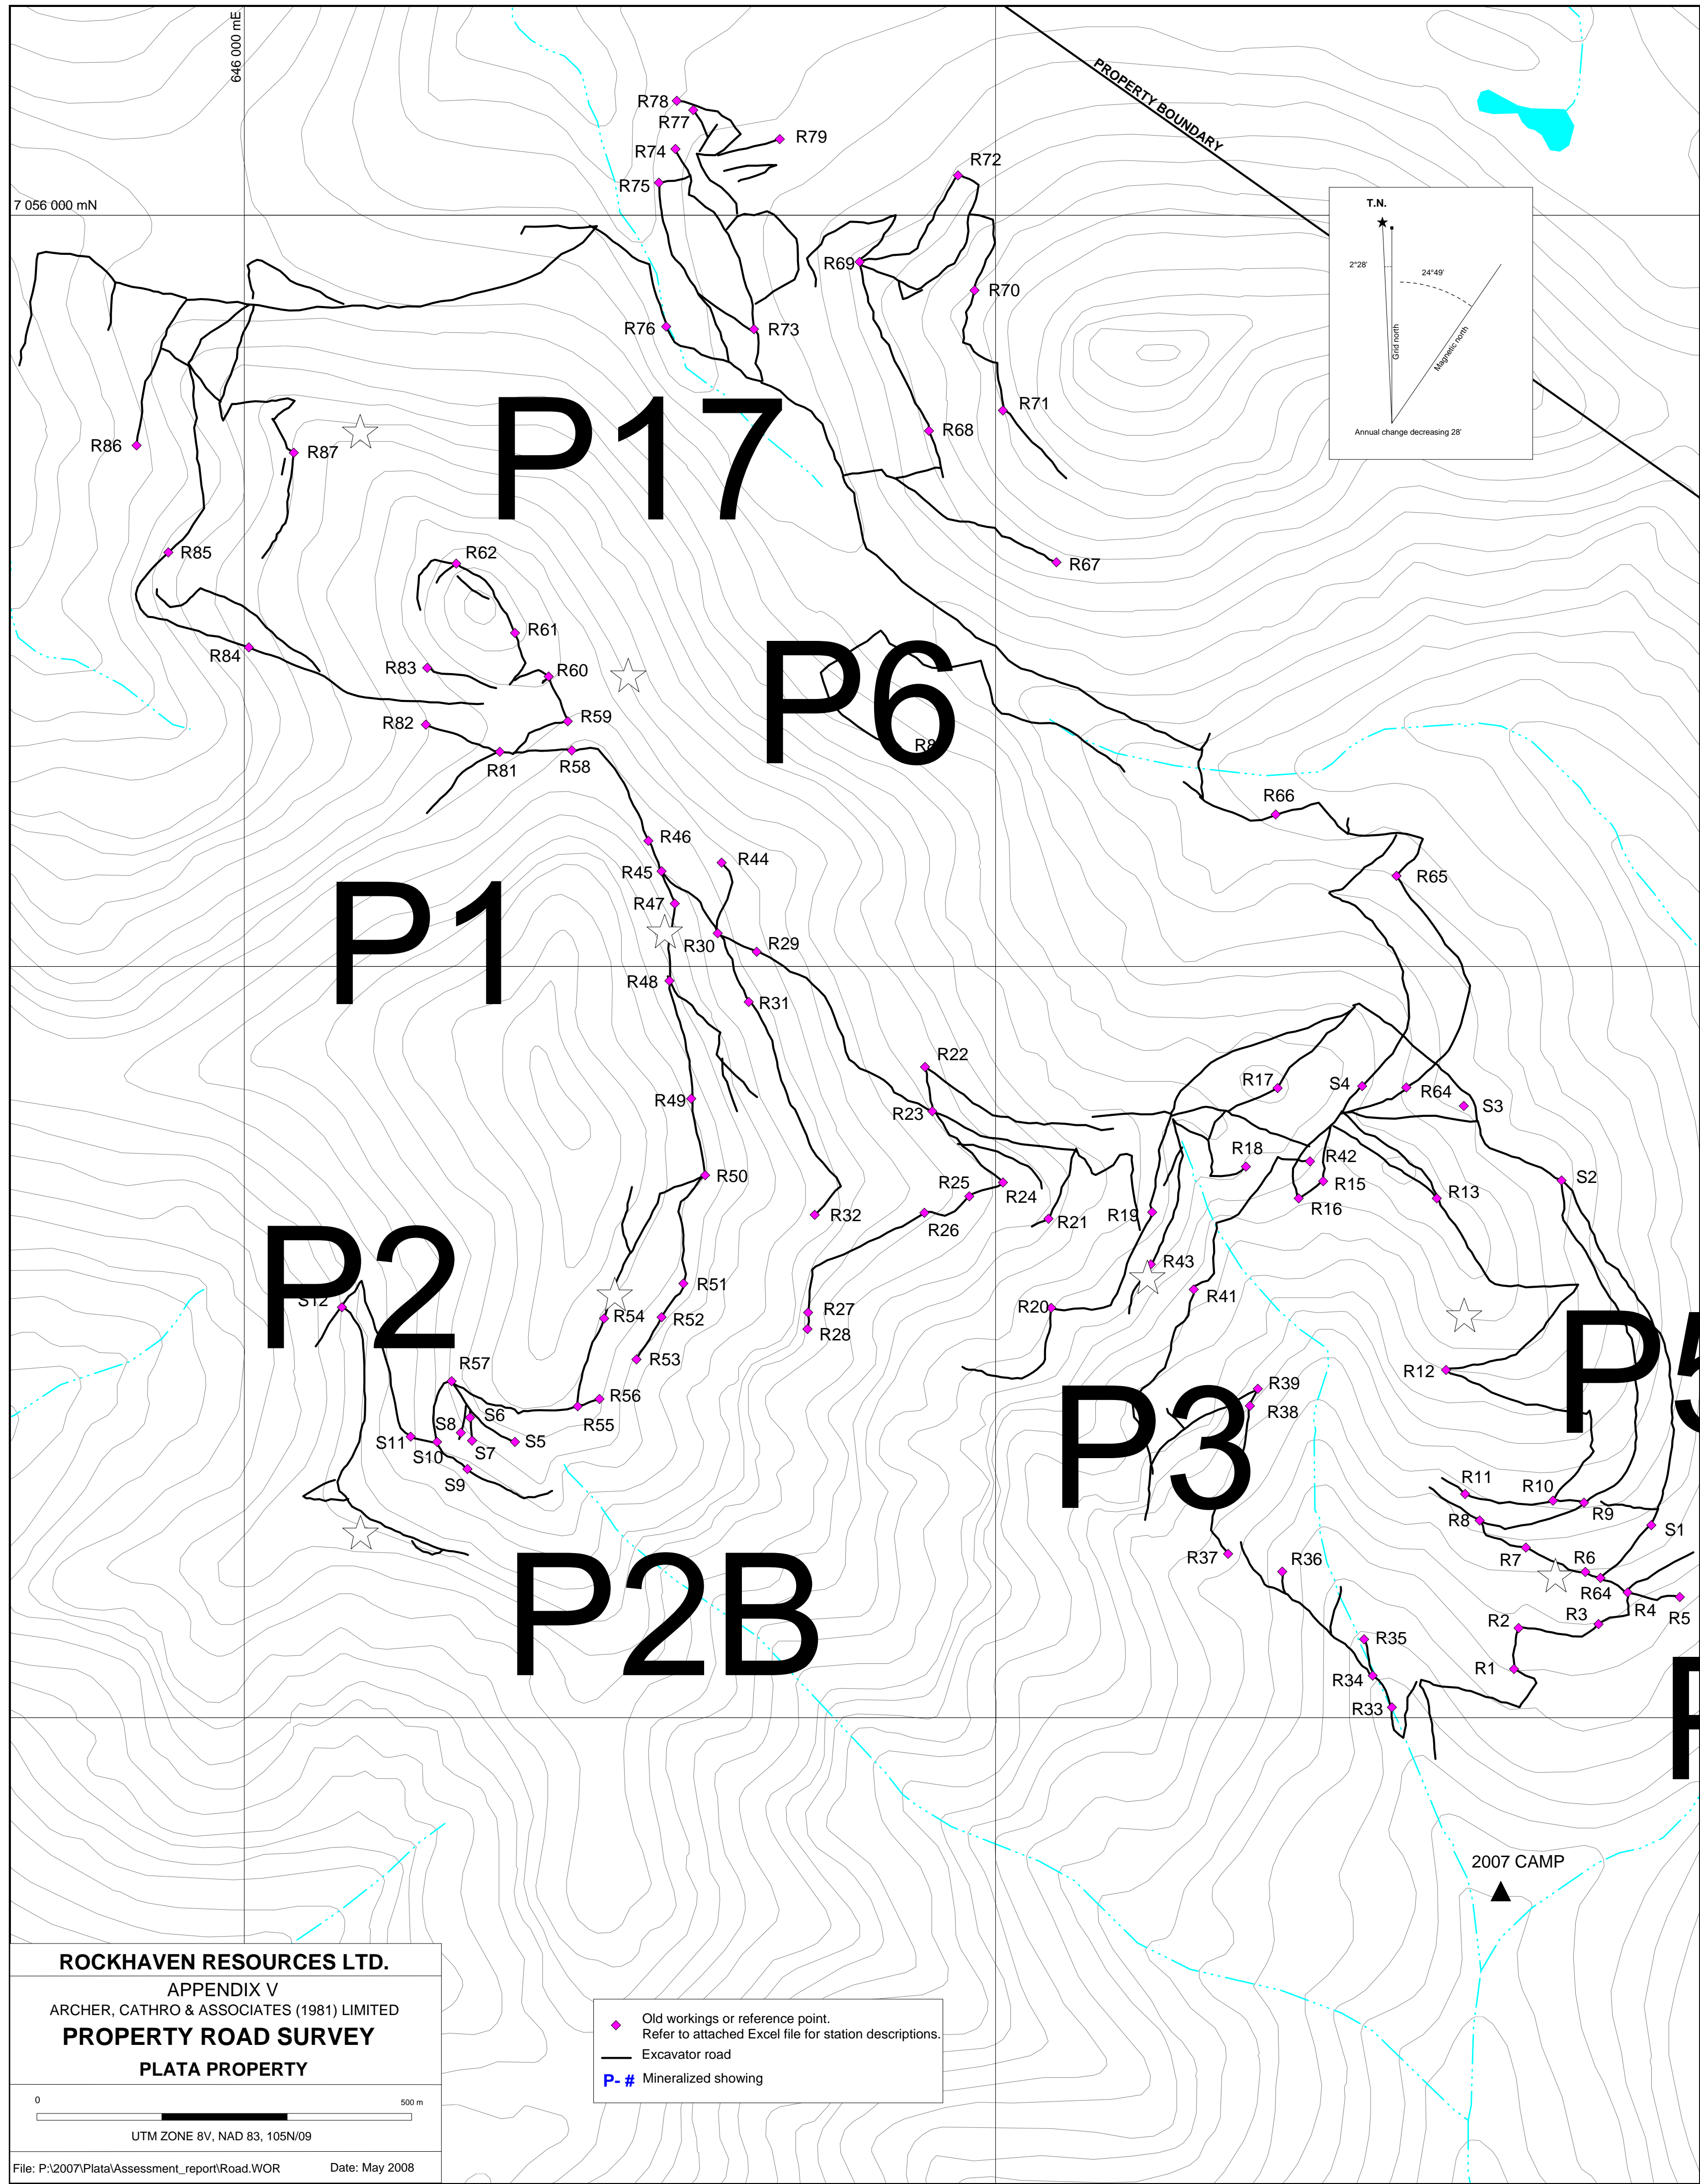 646 000 mE
PROPERTY BOUNDARY
R78
R77
R79
R74
R72
R75
7 056 000 mN
T.N.
2°28'
24°49'
Grid north
Magnetic north
Annual change decreasing 28'
R69
R70
R76
R73
P17
R71
R68
R86
R87
R85
R62
R67
R61
R84
R83
R60
P6
R59
R82
R81
R58
R66
R46
R44
R45
R65
P1
R47
R30
R29
R48
R31
R22
R17
S4
R64
R49
R23
S3
R18
R42
R50
R25
R24
R15
S2
R13
R16
R32
R26
R21
R19
P2
R43
R51
R41
S12
R20
R27
R54
R52
R28
P5
R53
R57
R12
R56
R39
R55
P3
R38
S6
S8
S11
S5
S10
S7
S9
R11
R10
R9
R8
S1
P2B
R37
R7
R36
R6
R64
R4
R5
R3
R2
R35
R1
R34
R33
2007 CAMP
ROCKHAVEN RESOURCES LTD.
APPENDIX V
ARCHER, CATHRO & ASSOCIATES (1981) LIMITED
PROPERTY ROAD SURVEY
PLATA PROPERTY
0
500 m
UTM ZONE 8V, NAD 83, 105N/09
File: P:\2007\Plata\Assessment_report\Road.WOR
Date: May 2008
Old workings or reference point.
Refer to attached Excel file for station descriptions.
Excavator road
P- # Mineralized showing